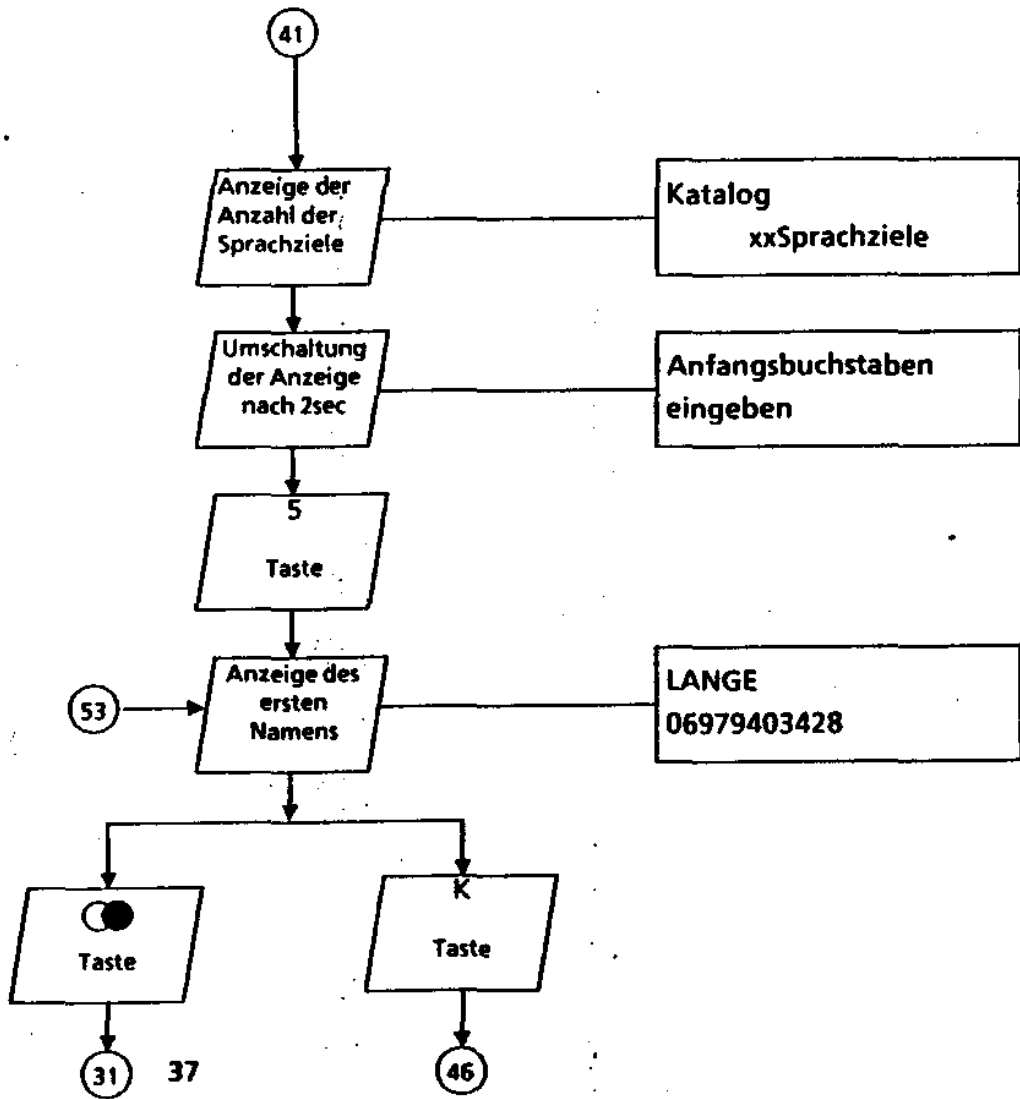 41
Anzeige der
Anzahl der
Sprachziele
Katalog
xxSprachziele
Umschaltung
der Anzeige
nach 2sec
Anfangsbuchstaben
eingeben
5
Taste
53
Anzeige des
ersten
Namens
LANGE
06979403428
Taste
K
Taste
31
37
46